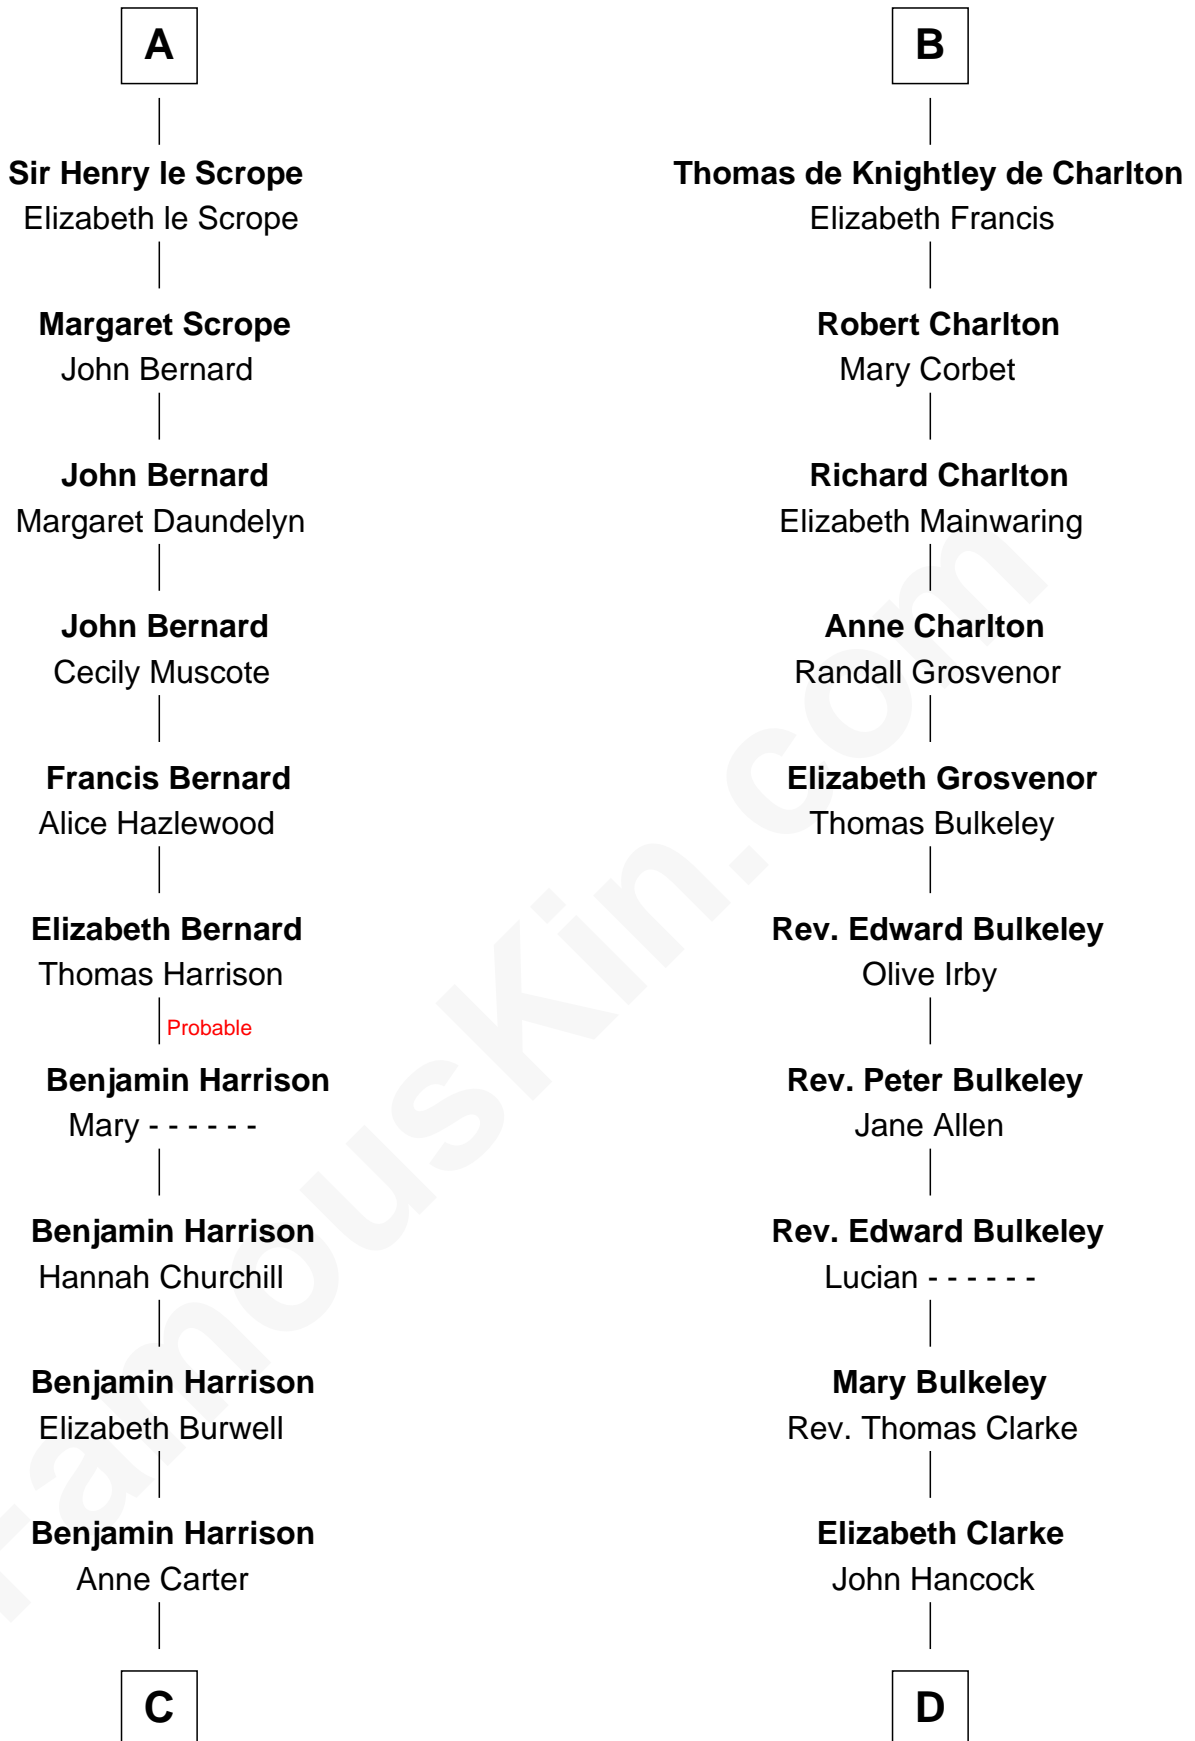 A
Sir Henry le Scrope
Elizabeth le Scrope
Margaret Scrope
John Bernard
John Bernard
Margaret Daundelyn
John Bernard
Cecily Muscote
Francis Bernard
Alice Hazlewood
Elizabeth Bernard
Thomas Harrison
Probable
Benjamin Harrison
Mary - - - - - -
Benjamin Harrison
Hannah Churchill
Benjamin Harrison
Elizabeth Burwell
Benjamin Harrison
Anne Carter
C
B
Thomas de Knightley de Charlton
Elizabeth Francis
Robert Charlton
Mary Corbet
Richard Charlton
Elizabeth Mainwaring
Anne Charlton
Randall Grosvenor
Elizabeth Grosvenor
Thomas Bulkeley
Rev. Edward Bulkeley
Olive Irby
Rev. Peter Bulkeley
Jane Allen
Rev. Edward Bulkeley
Lucian - - - - - -
Mary Bulkeley
Rev. Thomas Clarke
Elizabeth Clarke
John Hancock
D
FamousKin.com